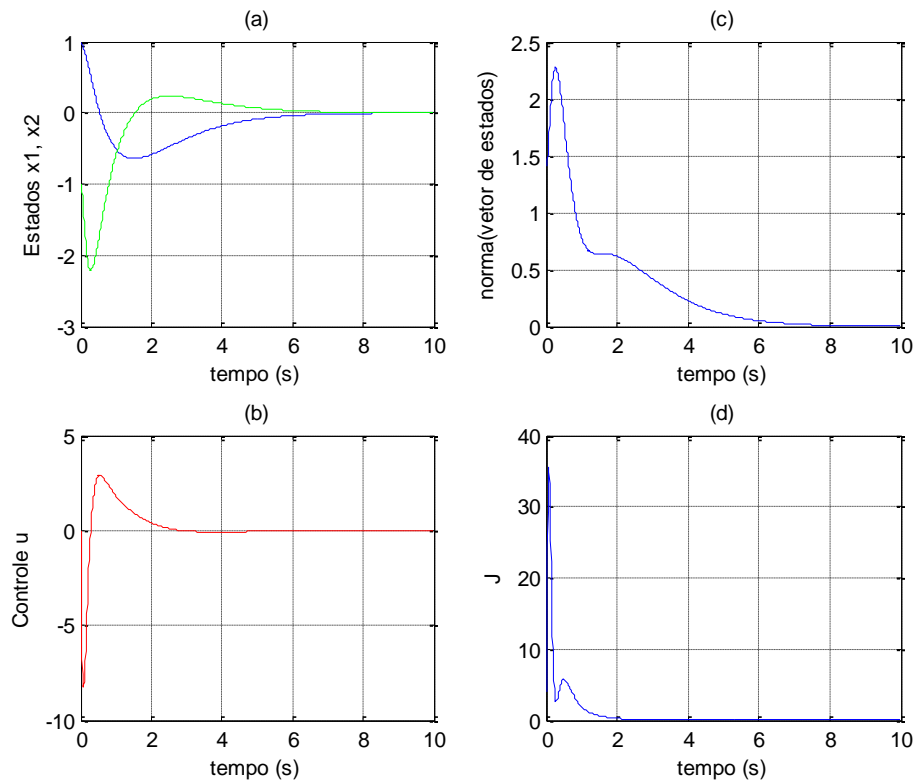 (a)
1
0
-1
-2
-3
Estados x1, x2
0 2 4 6 8 10
tempo (s)
(c)
2.5
2
1.5
1
0.5
0
norma(vetor de estados)
0 2 4 6 8 10
tempo (s)
(b)
5
0
-5
-10
Controle u
0 2 4 6 8 10
tempo (s)
(d)
40
30
20
10
0
J
0 2 4 6 8 10
tempo (s)